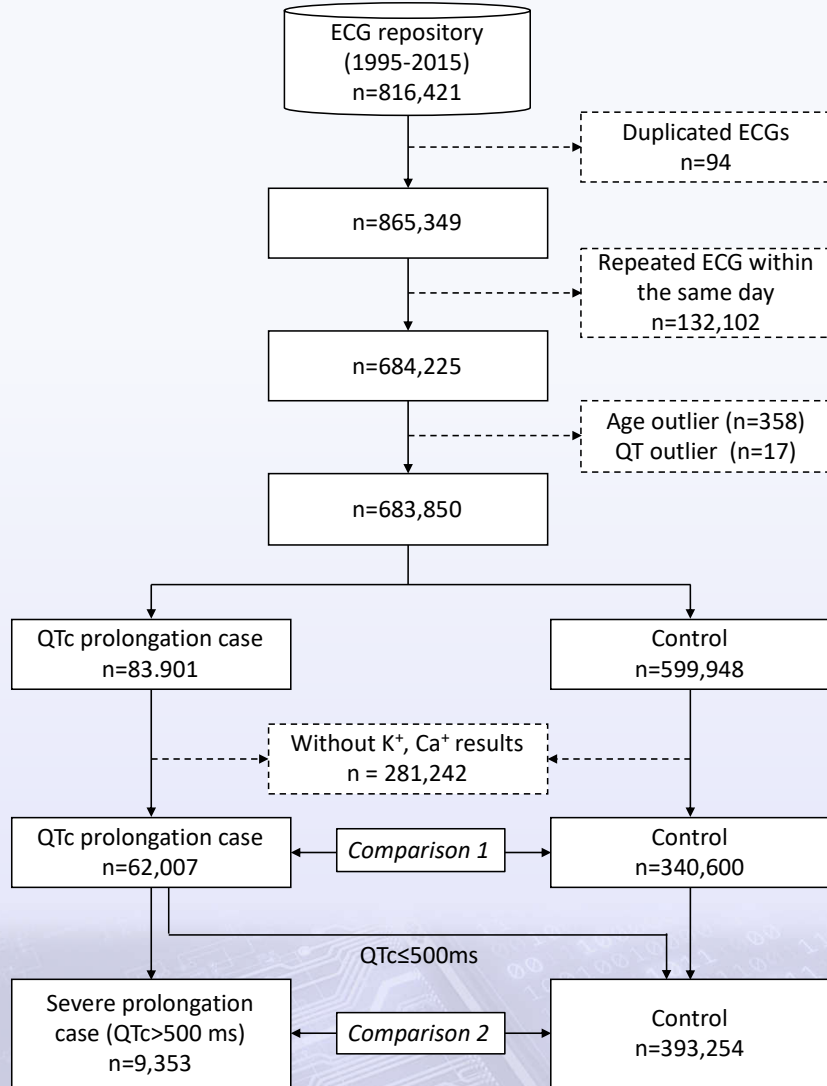 ECG repository
(1995-2015)
n=816,421
Duplicated ECGs
n=94
n=865,349
Repeated ECG within
the same day
n=132,102
n=684,225
Age outlier (n=358)
QT outlier (n=17)
n=683,850
QTc prolongation case
n=83.901
Control
n=599,948
Without K⁺, Ca⁺ results
n = 281,242
QTc prolongation case
n=62,007
Comparison 1
Control
n=340,600
QTc≤500ms
Severe prolongation
case (QTc>500 ms)
n=9,353
Comparison 2
Control
n=393,254